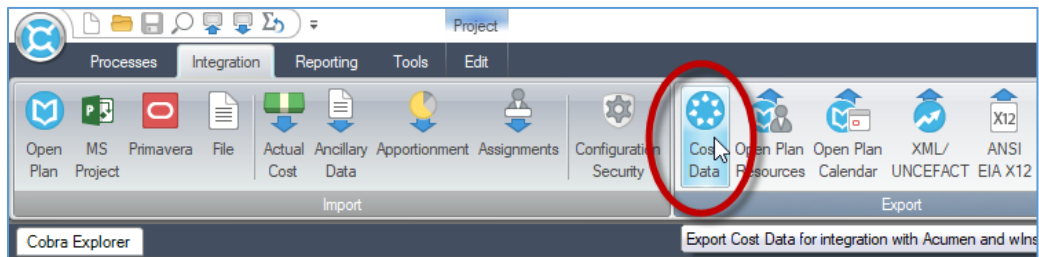 Project
Processes Integration Reporting Tools Edit
Open Plan
MS Project
Primavera
File
Actual Cost
Ancillary Data
Apportionment
Assignments
Configuration Security
Cost Data
Open Plan Resources
Open Plan Calendar
XML/ UNCEFACT
X12
ANSI EIA X12
Import
Export
Cobra Explorer
Export Cost Data for integration with Acumen and wIns